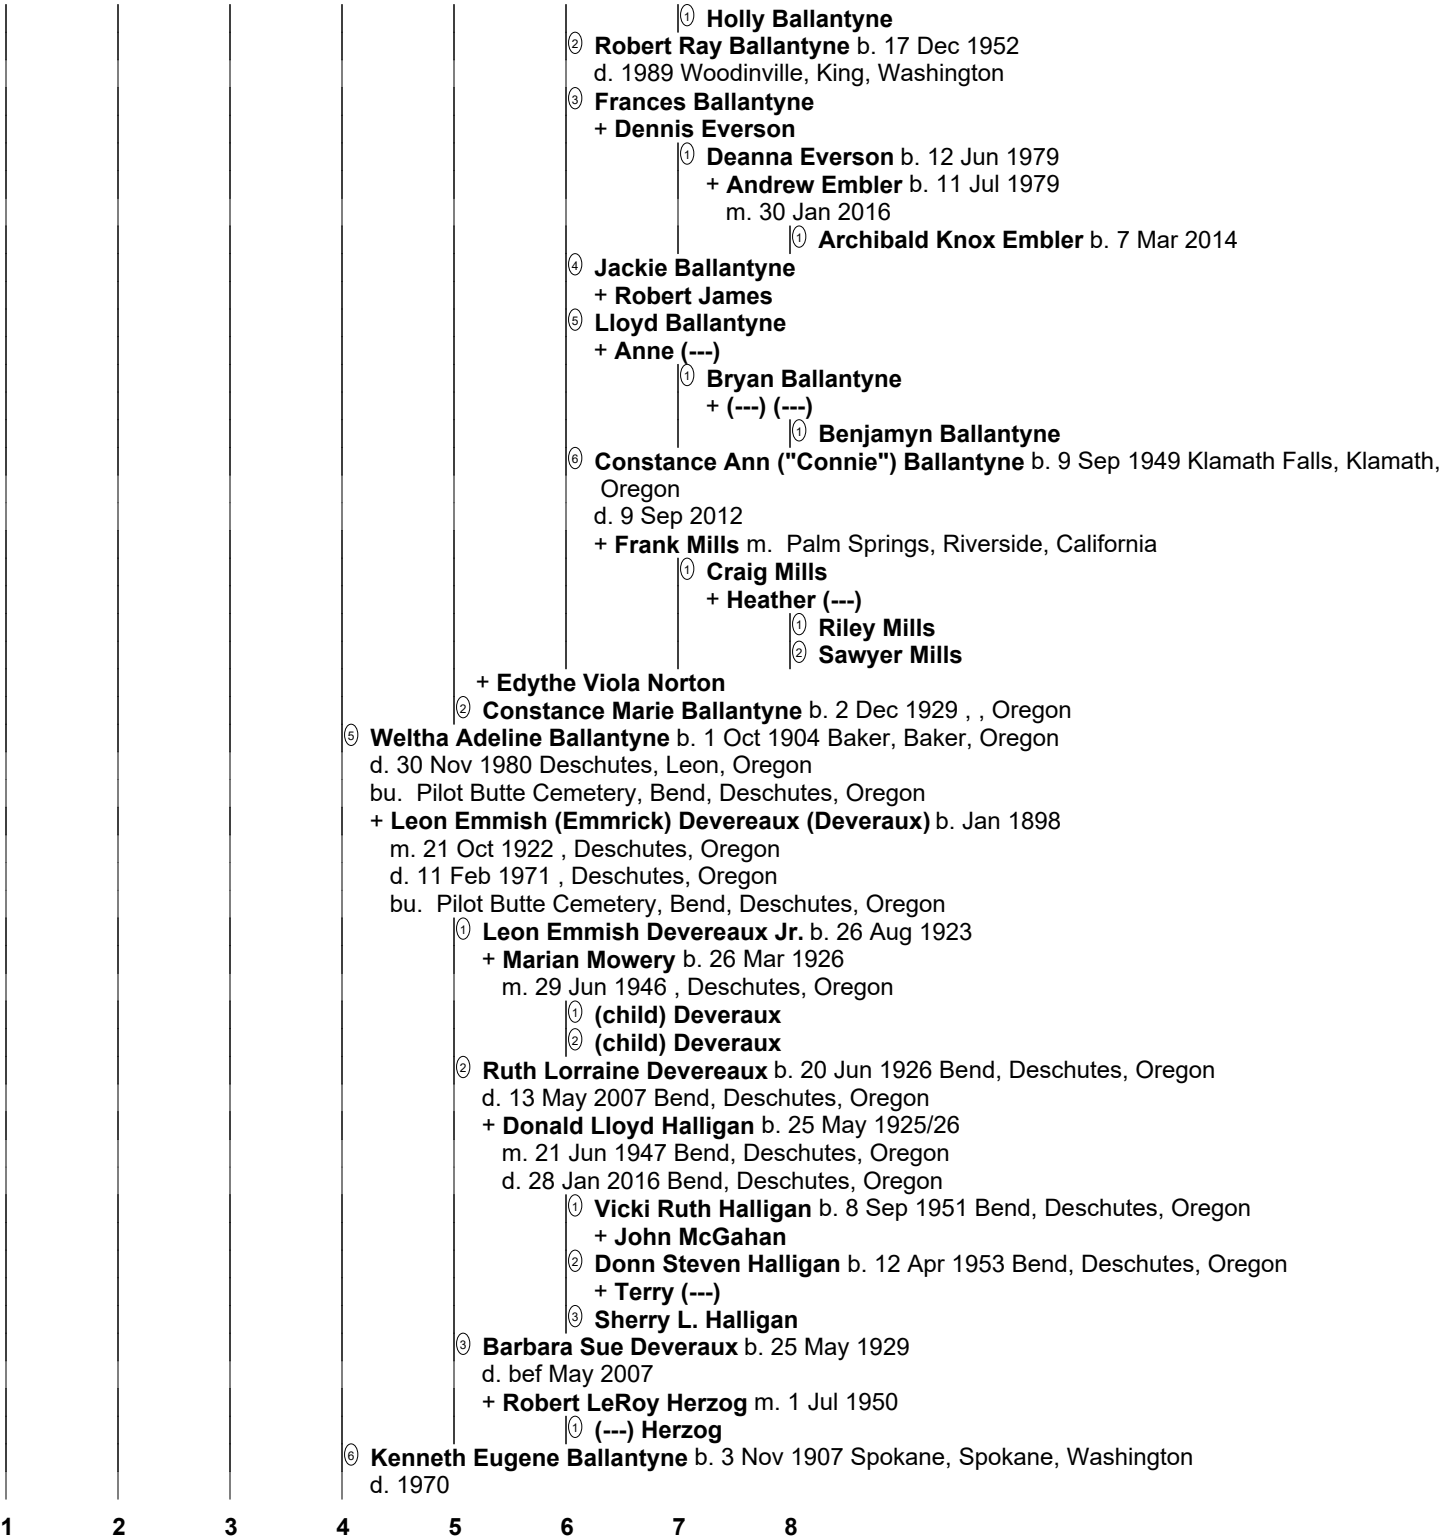 ① Holly Ballantyne
② Robert Ray Ballantyne b. 17 Dec 1952
d. 1989 Woodinville, King, Washington
③ Frances Ballantyne
+ Dennis Everson
① Deanna Everson b. 12 Jun 1979
+ Andrew Embler b. 11 Jul 1979
m. 30 Jan 2016
① Archibald Knox Embler b. 7 Mar 2014
④ Jackie Ballantyne
+ Robert James
⑤ Lloyd Ballantyne
+ Anne (---)
① Bryan Ballantyne
+ (---) (---)
① Benjamyn Ballantyne
⑥ Constance Ann ("Connie") Ballantyne b. 9 Sep 1949 Klamath Falls, Klamath,
Oregon
d. 9 Sep 2012
+ Frank Mills m. Palm Springs, Riverside, California
① Craig Mills
+ Heather (---)
① Riley Mills
② Sawyer Mills
+ Edythe Viola Norton
② Constance Marie Ballantyne b. 2 Dec 1929 , , Oregon
⑤ Weltha Adeline Ballantyne b. 1 Oct 1904 Baker, Baker, Oregon
d. 30 Nov 1980 Deschutes, Leon, Oregon
bu. Pilot Butte Cemetery, Bend, Deschutes, Oregon
+ Leon Emmish (Emmrick) Devereaux (Deveraux) b. Jan 1898
m. 21 Oct 1922 , Deschutes, Oregon
d. 11 Feb 1971 , Deschutes, Oregon
bu. Pilot Butte Cemetery, Bend, Deschutes, Oregon
① Leon Emmish Devereaux Jr. b. 26 Aug 1923
+ Marian Mowery b. 26 Mar 1926
m. 29 Jun 1946 , Deschutes, Oregon
① (child) Deveraux
② (child) Deveraux
② Ruth Lorraine Devereaux b. 20 Jun 1926 Bend, Deschutes, Oregon
d. 13 May 2007 Bend, Deschutes, Oregon
+ Donald Lloyd Halligan b. 25 May 1925/26
m. 21 Jun 1947 Bend, Deschutes, Oregon
d. 28 Jan 2016 Bend, Deschutes, Oregon
① Vicki Ruth Halligan b. 8 Sep 1951 Bend, Deschutes, Oregon
+ John McGahan
② Donn Steven Halligan b. 12 Apr 1953 Bend, Deschutes, Oregon
+ Terry (---)
③ Sherry L. Halligan
③ Barbara Sue Deveraux b. 25 May 1929
d. bef May 2007
+ Robert LeRoy Herzog m. 1 Jul 1950
① (---) Herzog
⑥ Kenneth Eugene Ballantyne b. 3 Nov 1907 Spokane, Spokane, Washington
d. 1970
1 2 3 4 5 6 7 8